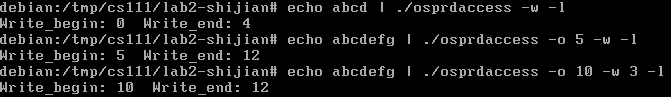 debian:/tmp/cs111/lab2-shijian# echo abcd | ./osprdaccess -w -l
Write_begin: 0  Write_end: 4
debian:/tmp/cs111/lab2-shijian# echo abcdefg | ./osprdaccess -o 5 -w -l
Write_begin: 5  Write_end: 12
debian:/tmp/cs111/lab2-shijian# echo abcdefg | ./osprdaccess -o 10 -w 3 -l
Write_begin: 10  Write_end: 12